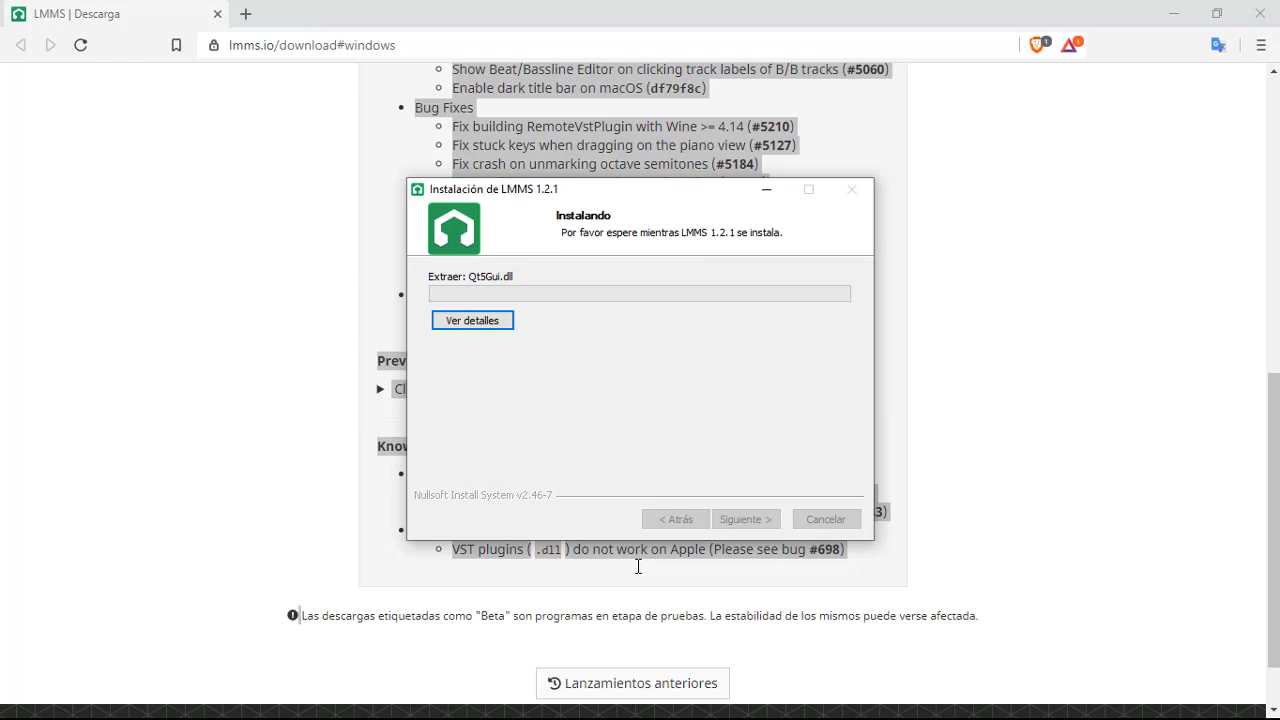 LMMS | Descarga
lmms.io/download#windows
1
1
Show Beat/Bassline Editor on clicking track labels of B/B tracks (#5060)
Enable dark title bar on macOS (df79f8c)
Bug Fixes
Fix building RemoteVstPlugin with Wine >= 4.14 (#5210)
Fix stuck keys when dragging on the piano view (#5127)
Fix crash on unmarking octave semitones (#5184)
Instalación de LMMS 1.2.1
Instalando
Por favor espere mientras LMMS 1.2.1 se instala.
Extraer: Qt5Gui.dll
Ver detalles
Prev
Cl
Know
Nullsoft Install System v2.46-7
< Atrás
Siguiente >
Cancelar
3)
VST plugins ( .dll ) do not work on Apple (Please see bug #698)
Las descargas etiquetadas como "Beta" son programas en etapa de pruebas. La estabilidad de los mismos puede verse afectada.
Lanzamientos anteriores